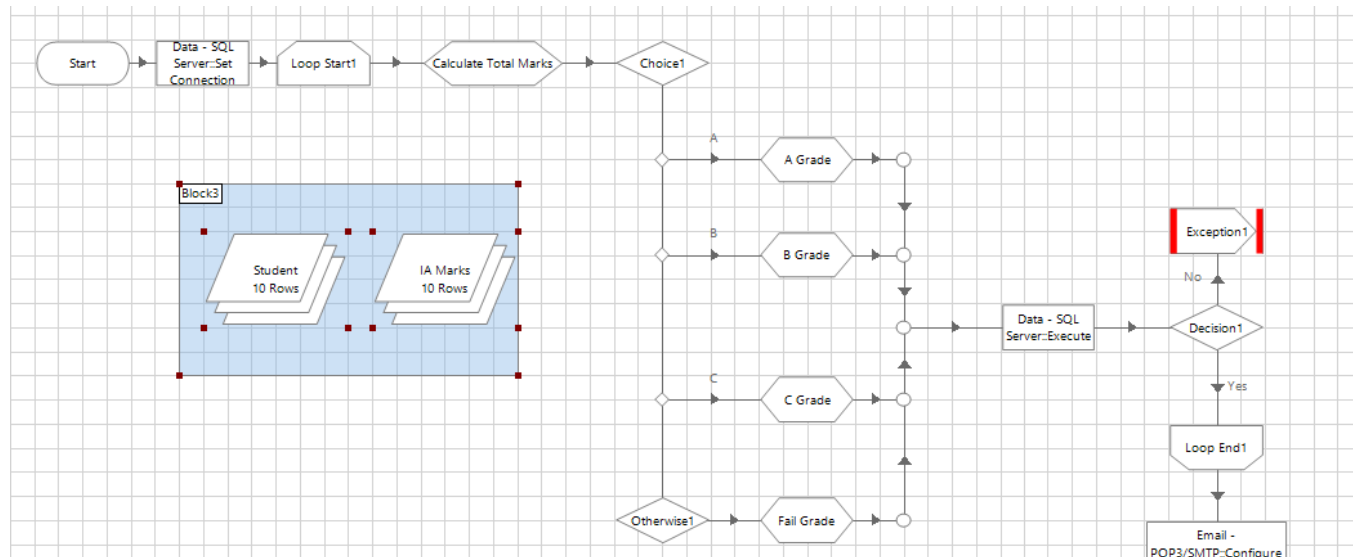 Start
Data - SQL
Server::Set
Connection
Loop Start1
Calculate Total Marks
Choice1
A
A Grade
Block3
Student
10 Rows
IA Marks
10 Rows
B
B Grade
Exception1
No
Data - SQL
Server::Execute
Decision1
Yes
C
C Grade
Loop End1
Otherwise1
Fail Grade
Email -
POP3/SMTP::Configure